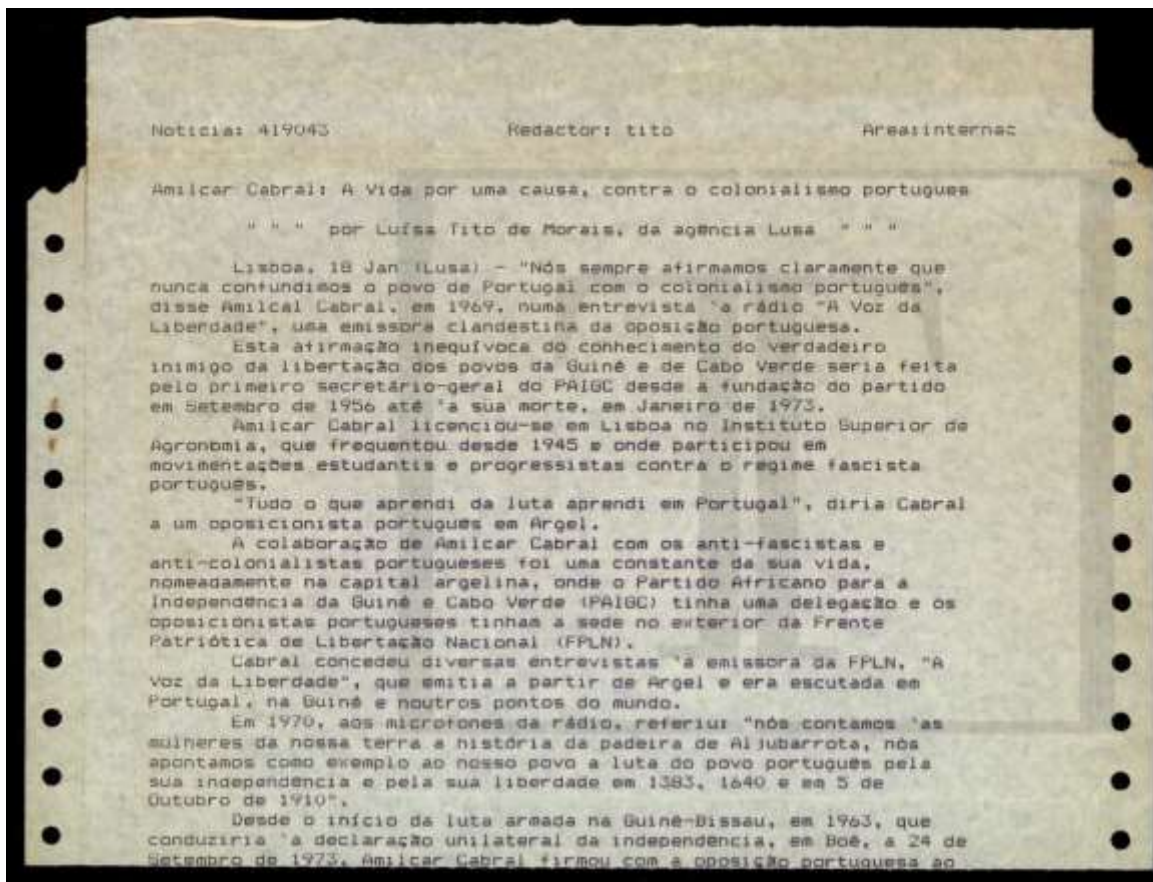 Noticia: 419043 Redactor: tito Area:internac
Amilcar Cabral: A Vida por uma causa, contra o colonialismo portugues
" " " por Luísa Tito de Morais, da agência Lusa " " "
Lisboa, 18 Jan (Lusa) - "Nós sempre afirmamos claramente que
nunca confundimos o povo de Portugal com o colonialismo português",
disse Amilcal Cabral, em 1969, numa entrevista 'a rádio "A Voz da
Liberdade", uma emissora clandestina da oposição portuguesa.
Esta afirmação inequívoca do conhecimento do verdadeiro
inimigo da libertação dos povos da Guiné e de Cabo Verde seria feita
pelo primeiro secretário-geral do PAIGC desde a fundação do partido
em Setembro de 1956 até 'a sua morte, em Janeiro de 1973.
Amilcar Cabral licenciou-se em Lisboa no Instituto Superior de
Agronomia, que frequentou desde 1945 e onde participou em
movimentações estudantis e progressistas contra o regime fascista
português.
"Tudo o que aprendi da luta aprendi em Portugal", diria Cabral
a um oposicionista português em Argel.
A colaboração de Amilcar Cabral com os anti-fascistas e
anti-colonialistas portugueses foi uma constante da sua vida,
nomeadamente na capital argelina, onde o Partido Africano para a
Independência da Guiné e Cabo Verde (PAIGC) tinha uma delegação e os
oposicionistas portugueses tinham a sede no exterior da Frente
Patriótica de Libertação Nacional (FPLN).
Cabral concedeu diversas entrevistas 'a emissora da FPLN, "A
Voz da Liberdade", que emitia a partir de Argel e era escutada em
Portugal, na Guiné e noutros pontos do mundo.
Em 1970, aos microfones da rádio, referiu: "nós contamos 'as
mulheres da nossa terra a história da padeira de Aljubarrota, nós
apontamos como exemplo ao nosso povo a luta do povo português pela
sua independência e pela sua liberdade em 1383, 1640 e em 5 de
Outubro de 1910".
Desde o início da luta armada na Guiné-Bissau, em 1963, que
conduziria 'a declaração unilateral da independência, em Boé, a 24 de
Setembro de 1973, Amilcar Cabral firmou com a oposição portuguesa ao